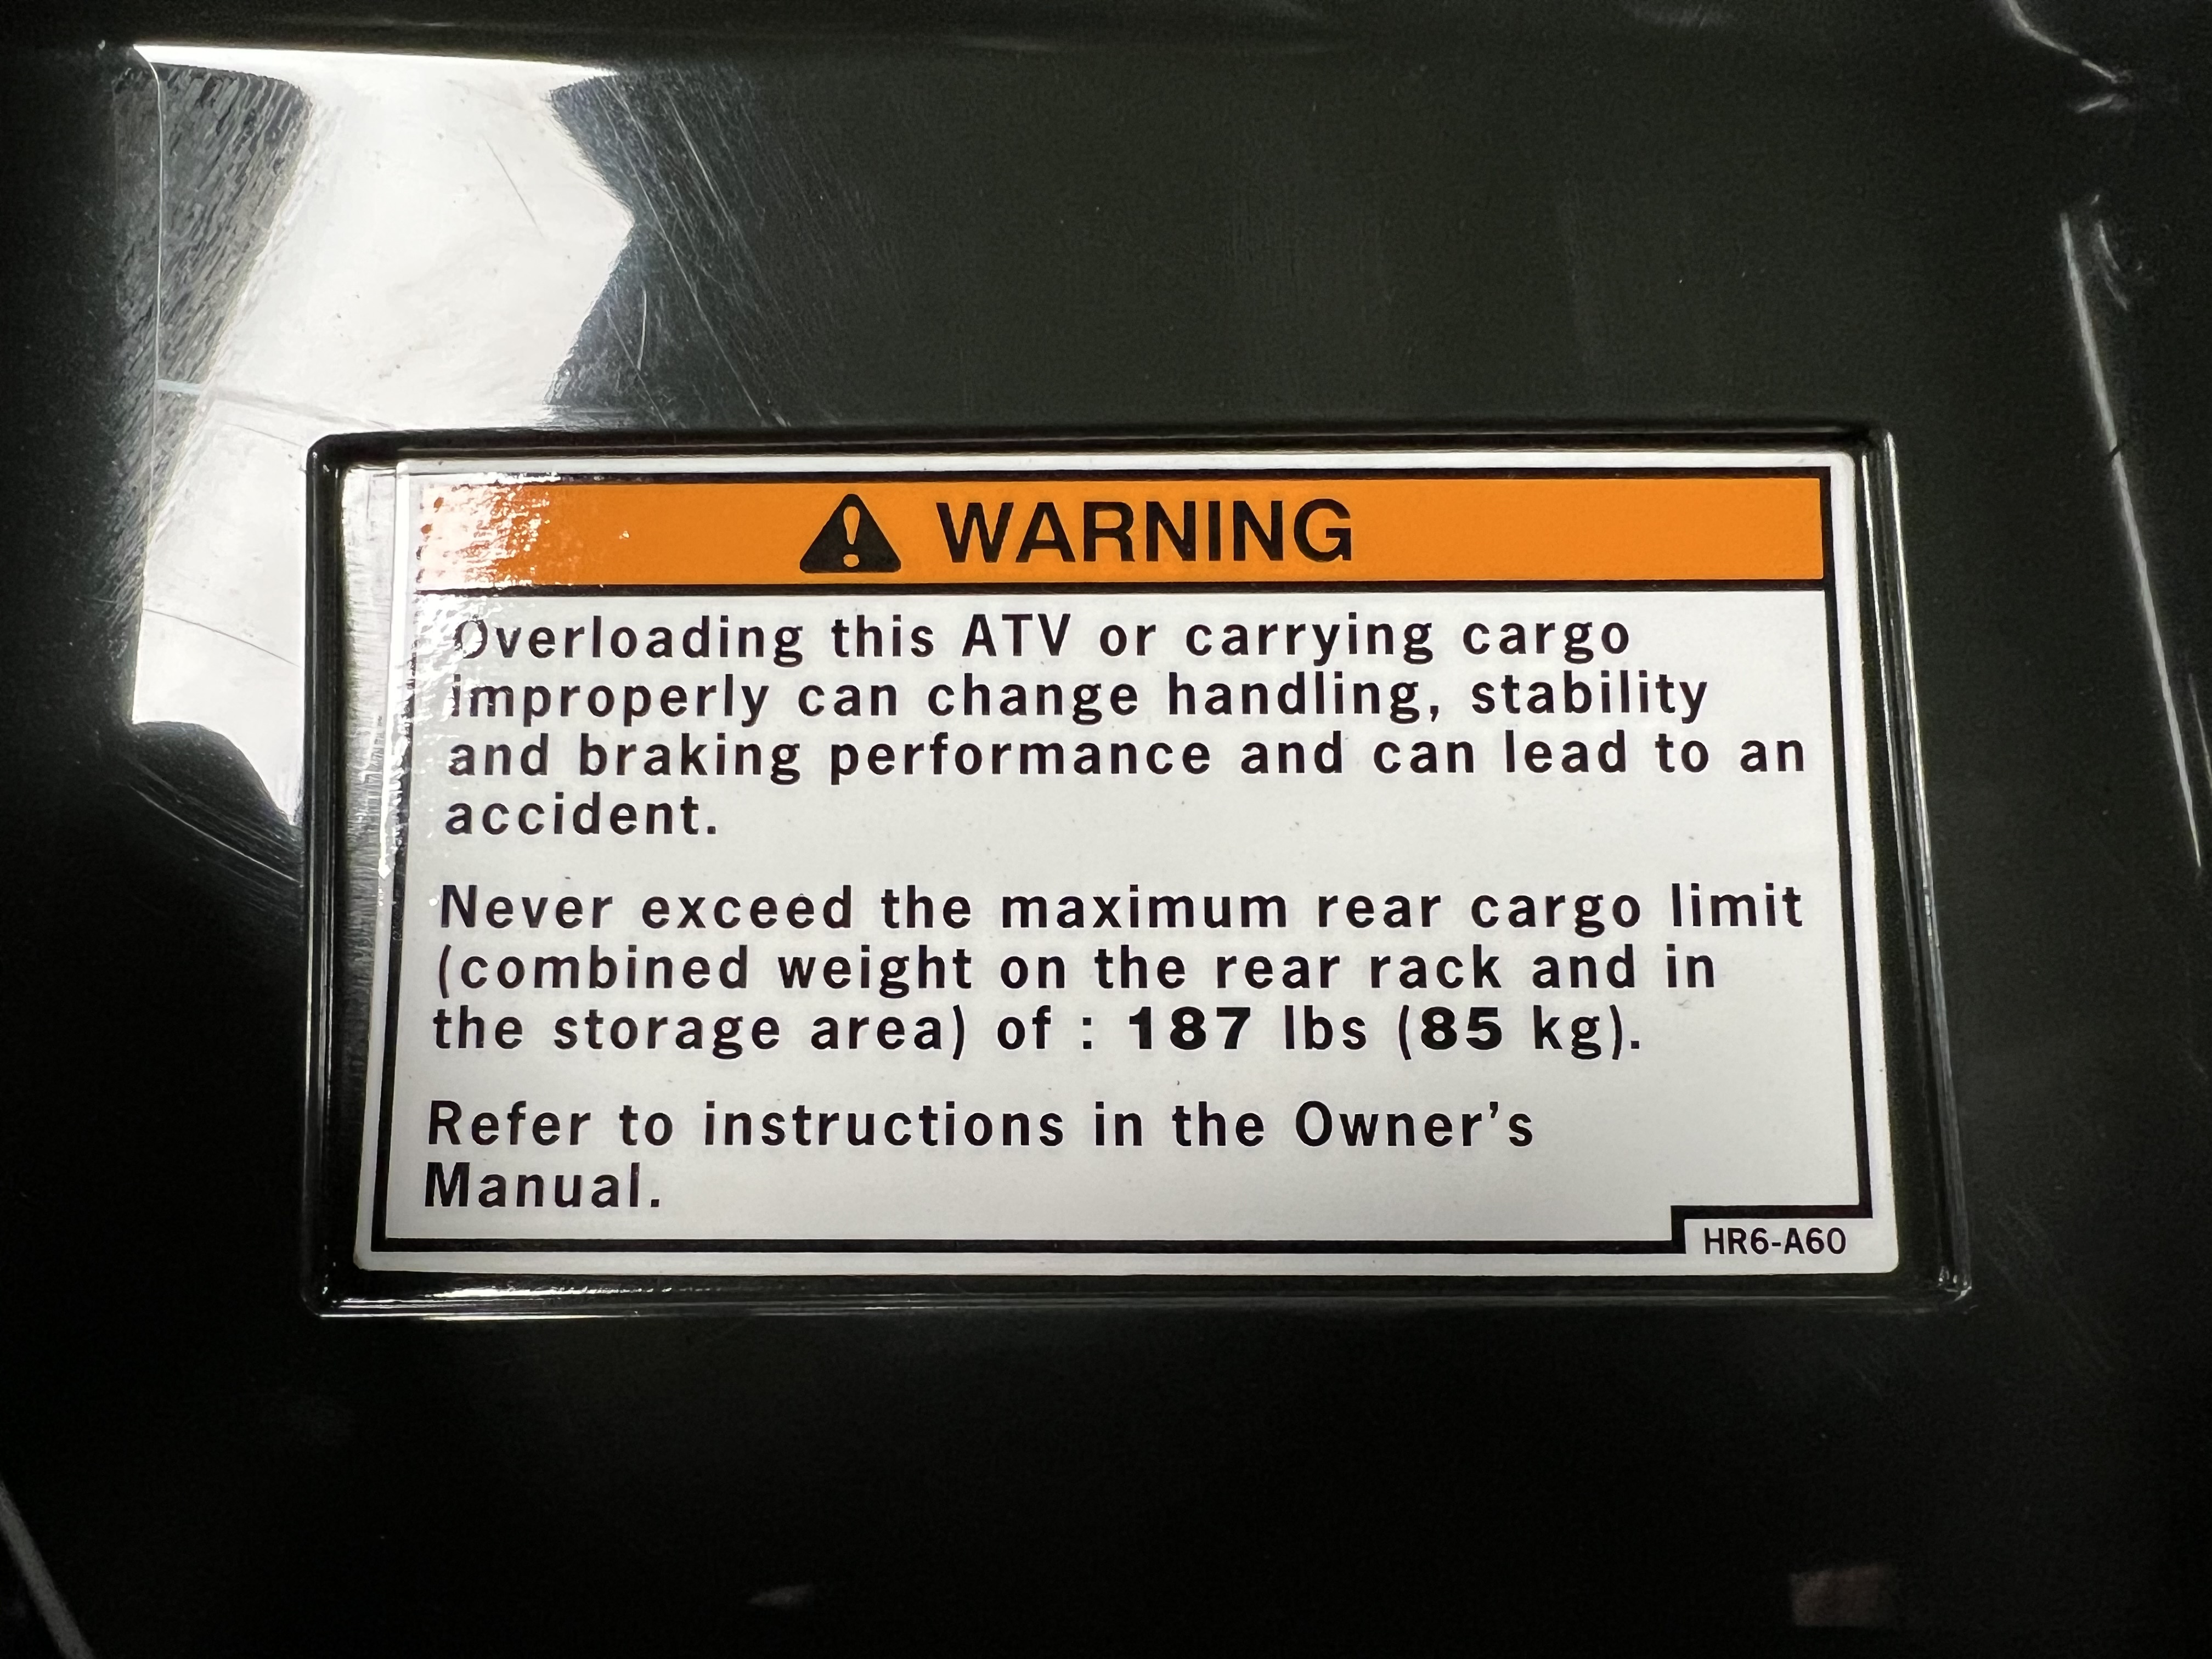 WARNING
Overloading this ATV or carrying cargo
improperly can change handling, stability
and braking performance and can lead to an
accident.
Never exceed the maximum rear cargo limit
(combined weight on the rear rack and in
the storage area) of : 187 lbs (85 kg).
Refer to instructions in the Owner's
Manual.
HR6-A60